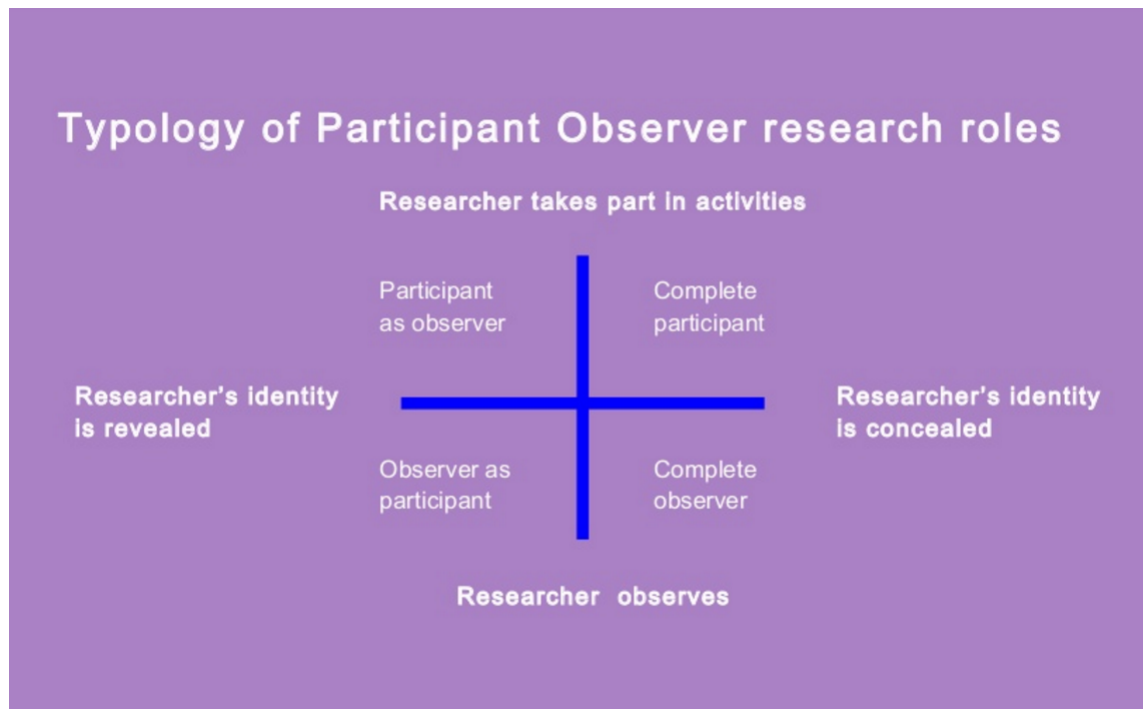 Typology of Participant Observer research roles
Researcher takes part in activities
Participant
as observer
Complete
participant
Researcher's identity
is revealed
Researcher's identity
is concealed
Observer as
participant
Complete
observer
Researcher observes